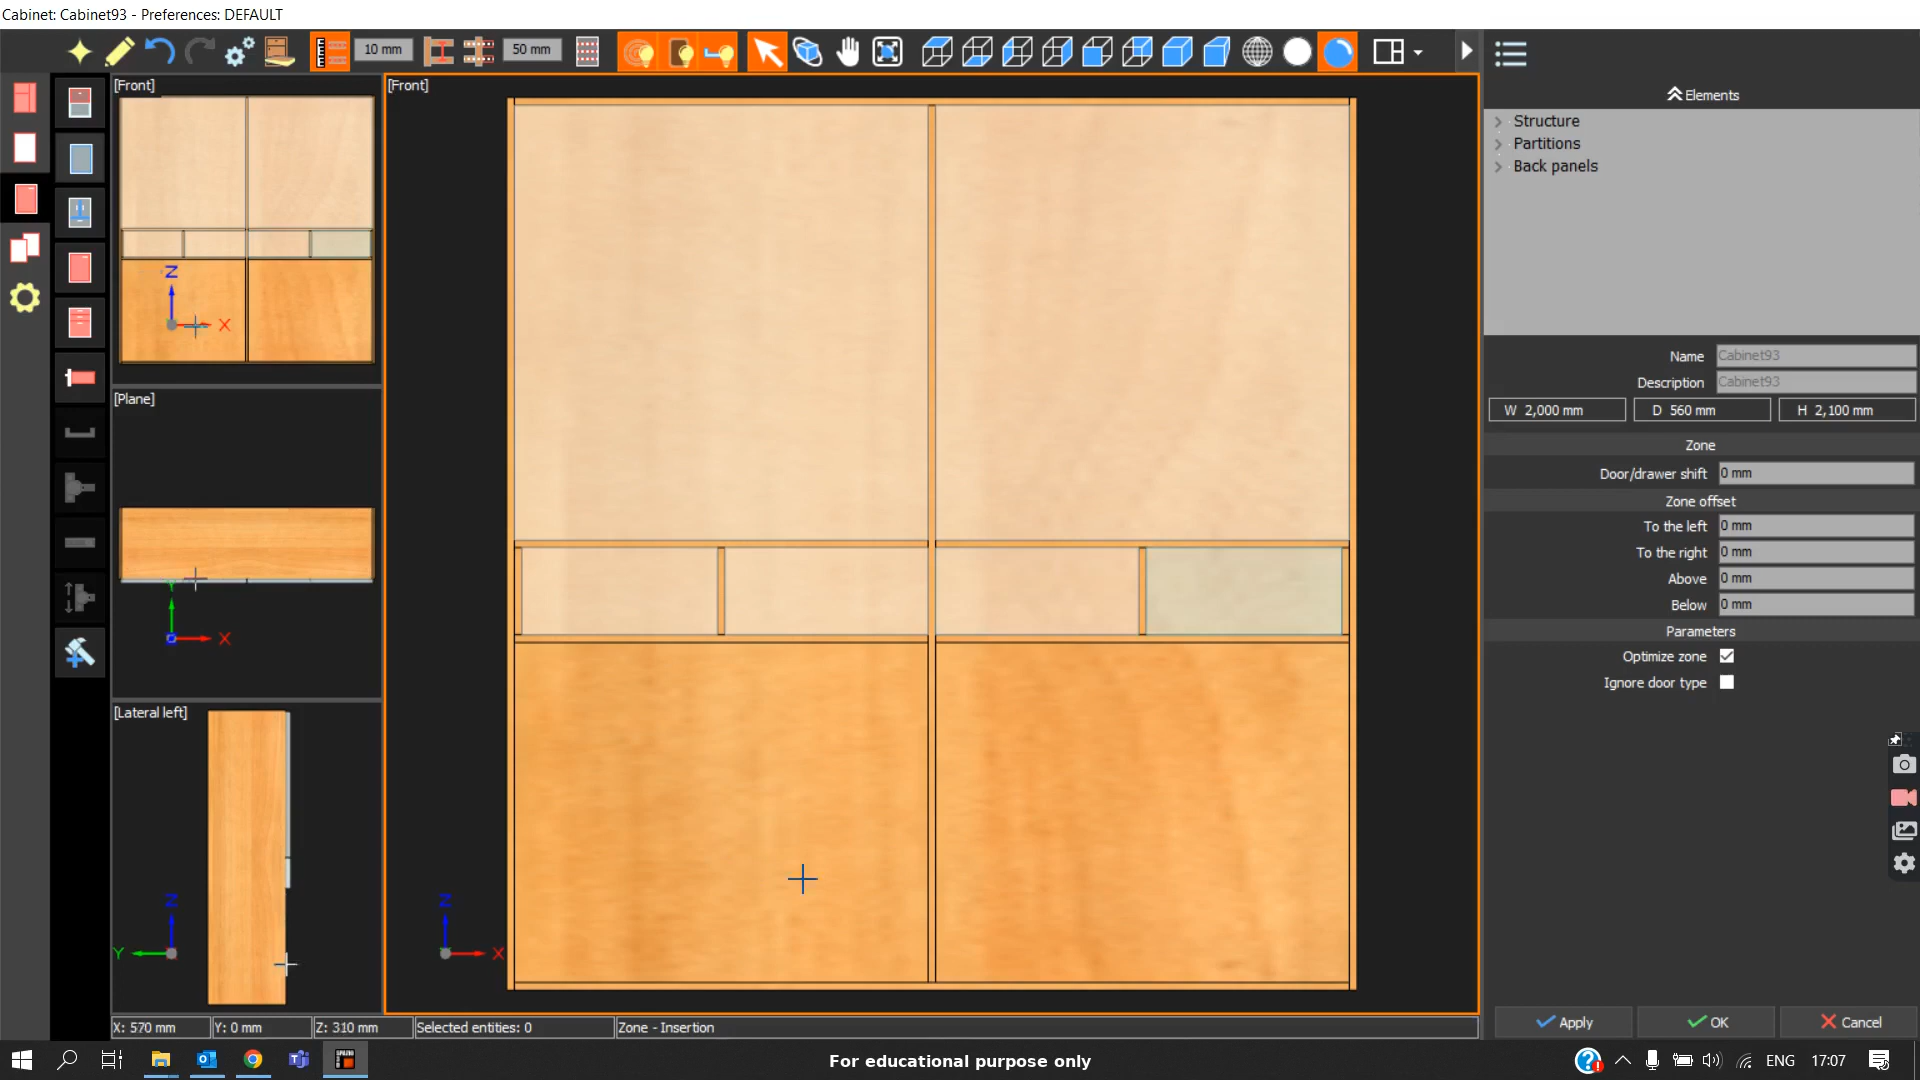 Cabinet: Cabinet93 - Preferences: DEFAULT
10 mm
50 mm
[Front]
Z
X
[Plane]
Y
X
[Lateral left]
Z
Y
[Front]
Z
X
X: 570 mm
Y: 0 mm
Z: 310 mm
Selected entities: 0
Zone - Insertion
Elements
Structure
Partitions
Back panels
Name Cabinet93
Description Cabinet93
W 2,000 mm
D 560 mm
H 2,100 mm
Zone
Door/drawer shift 0 mm
Zone offset
To the left 0 mm
To the right 0 mm
Above 0 mm
Below 0 mm
Parameters
Optimize zone
Ignore door type
Apply
OK
Cancel
For educational purpose only
ENG
17:07